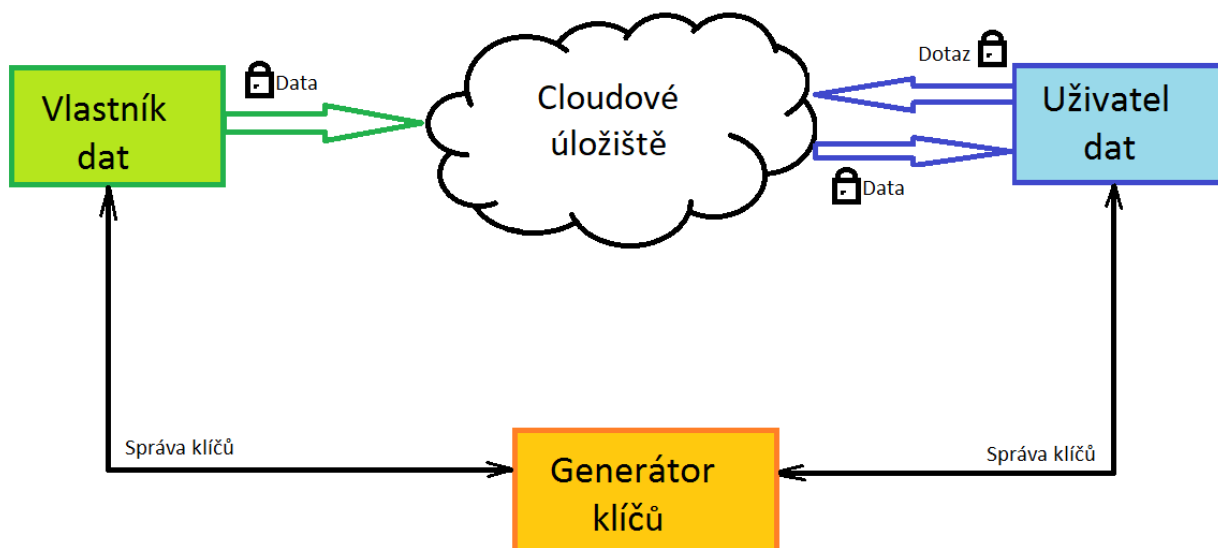 Vlastník
dat
Data
Cloudové
úložiště
Dotaz
Data
Uživatel
dat
Správa klíčů
Generátor
klíčů
Správa klíčů